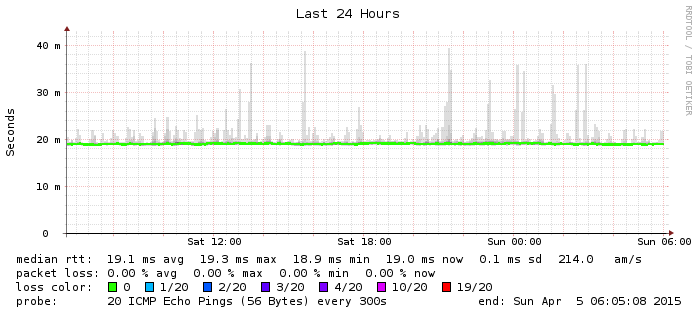 Last 24 Hours
RRDTOOL / TOBI OETIKER
Seconds
40 m
30 m
20 m
10 m
0
Sat 12:00 Sat 18:00 Sun 00:00 Sun 06:00
median rtt: 19.1 ms avg 19.3 ms max 18.9 ms min 19.0 ms now 0.1 ms sd 214.0 am/s
packet loss: 0.00 % avg 0.00 % max 0.00 % min 0.00 % now
loss color: 0 1/20 2/20 3/20 4/20 10/20 19/20
probe: 20 ICMP Echo Pings (56 Bytes) every 300s end: Sun Apr 5 06:05:08 2015